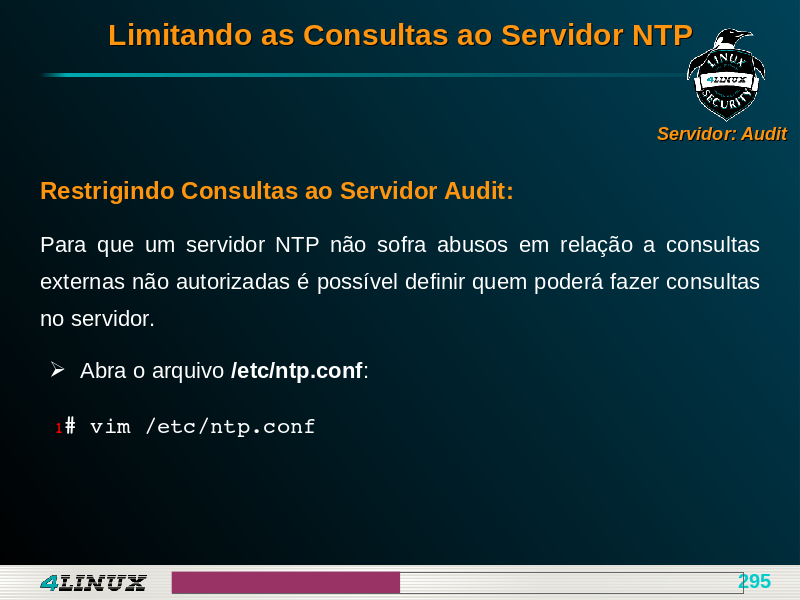 Limitando as Consultas ao Servidor NTP
LINUX
4LINUX
SECURITY
Servidor: Audit
Restrigindo Consultas ao Servidor Audit:
Para que um servidor NTP não sofra abusos em relação a consultas
externas não autorizadas é possível definir quem poderá fazer consultas
no servidor.
➢ Abra o arquivo /etc/ntp.conf:
1# vim /etc/ntp.conf
4LINUX
295